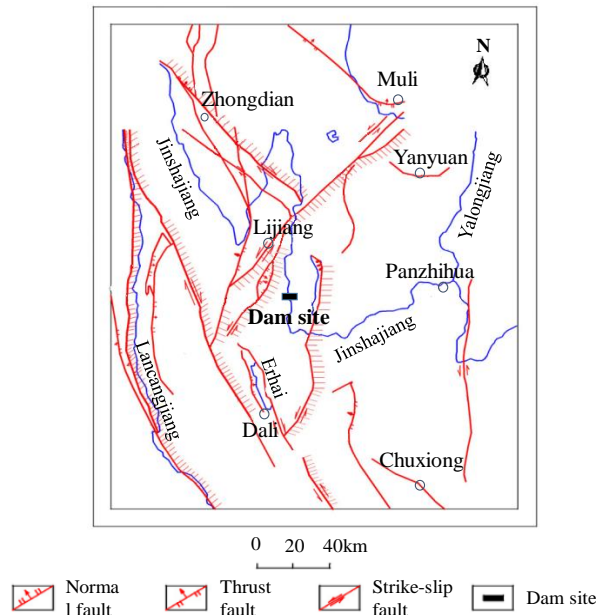 N
Muli
Zhongdian
Jinshajiang
Yanyuan
Yalongjiang
Lijiang
Panzhihua
Dam site
Jinshajiang
Lancangjiang
Erhai
Dali
Chuxiong
0 20 40km
Norma
l fault
Thrust
fault
Strike-slip
fault
Dam site